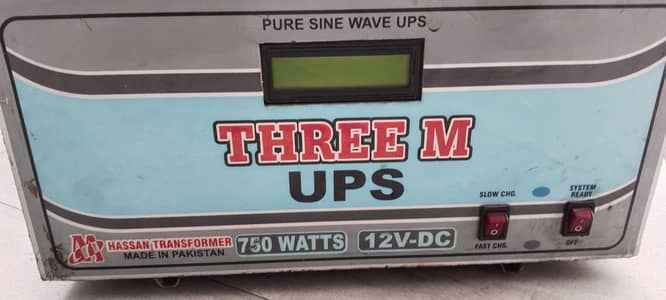 PURE SINE WAVE UPS
THREE M
UPS
SLOW CHG.
SYSTEM
READY
FAST CHG.
OFF
HASSAN TRANSFORMER
MADE IN PAKISTAN
750 WATTS
12V-DC